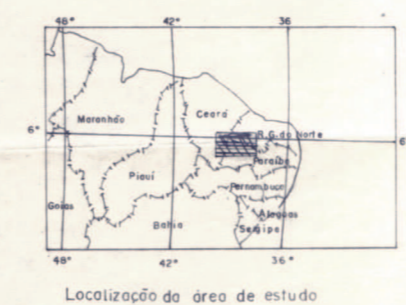 48° 42° 36
Maranhão Ceará
6° R.G.do Norte 6
Piauí Paraíba
Pernambuco
Goias Alagoas
Bahia Sergipe
48° 42° 36°
Localização da área de estudo